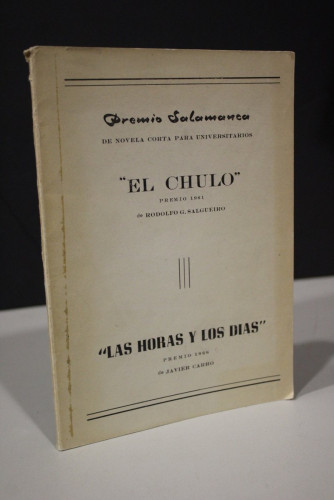 Premio Salamanca
DE NOVELA CORTA PARA UNIVERSITARIOS
"EL CHULO"
PREMIO 1961
de RODOLFO G. SALGUEIRO
"LAS HORAS Y LOS DIAS"
PREMIO
de JAVIER CARRO